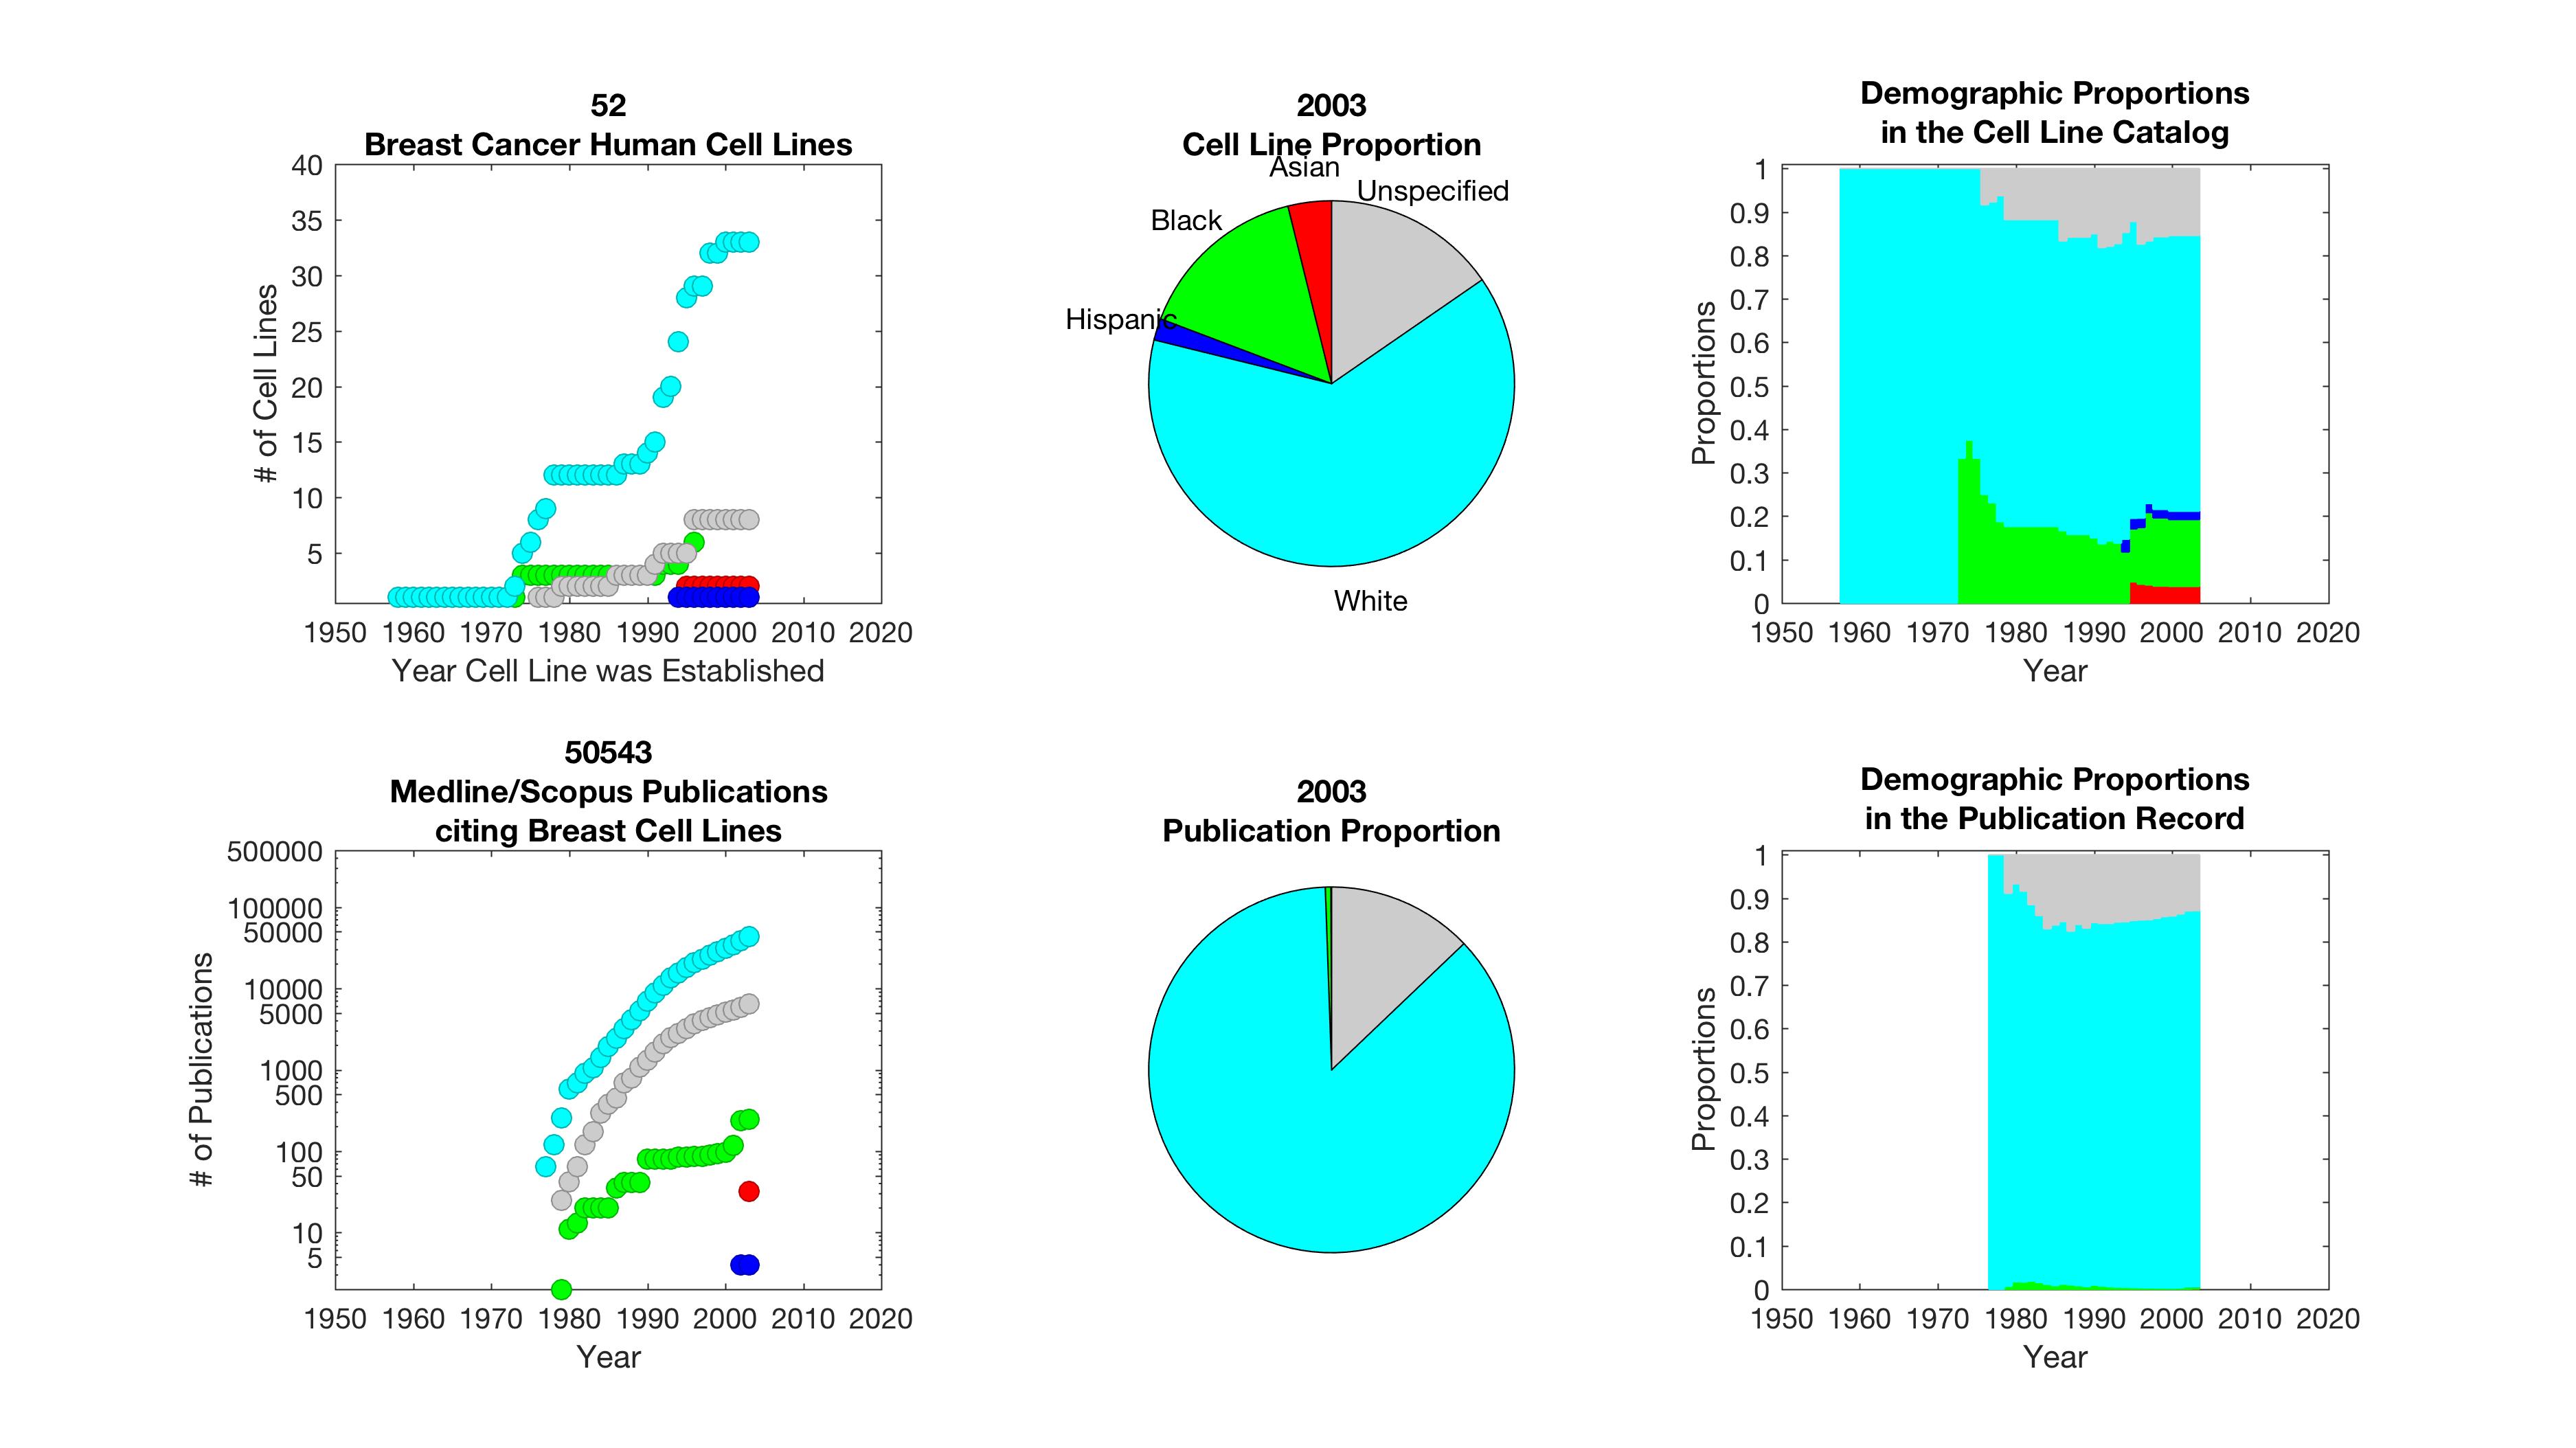 52
Breast Cancer Human Cell Lines
40
35
30
25
20
15
10
5
# of Cell Lines
1950 1960 1970 1980 1990 2000 2010 2020
Year Cell Line was Established
2003
Cell Line Proportion
Asian
Unspecified
Black
Hispanic
White
Demographic Proportions
in the Cell Line Catalog
1
0.9
0.8
0.7
0.6
0.5
0.4
0.3
0.2
0.1
0
Proportions
1950 1960 1970 1980 1990 2000 2010 2020
Year
50543
Medline/Scopus Publications
citing Breast Cell Lines
500000
100000
50000
10000
5000
1000
500
100
50
10
5
# of Publications
1950 1960 1970 1980 1990 2000 2010 2020
Year
2003
Publication Proportion
Demographic Proportions
in the Publication Record
1
0.9
0.8
0.7
0.6
0.5
0.4
0.3
0.2
0.1
0
Proportions
1950 1960 1970 1980 1990 2000 2010 2020
Year